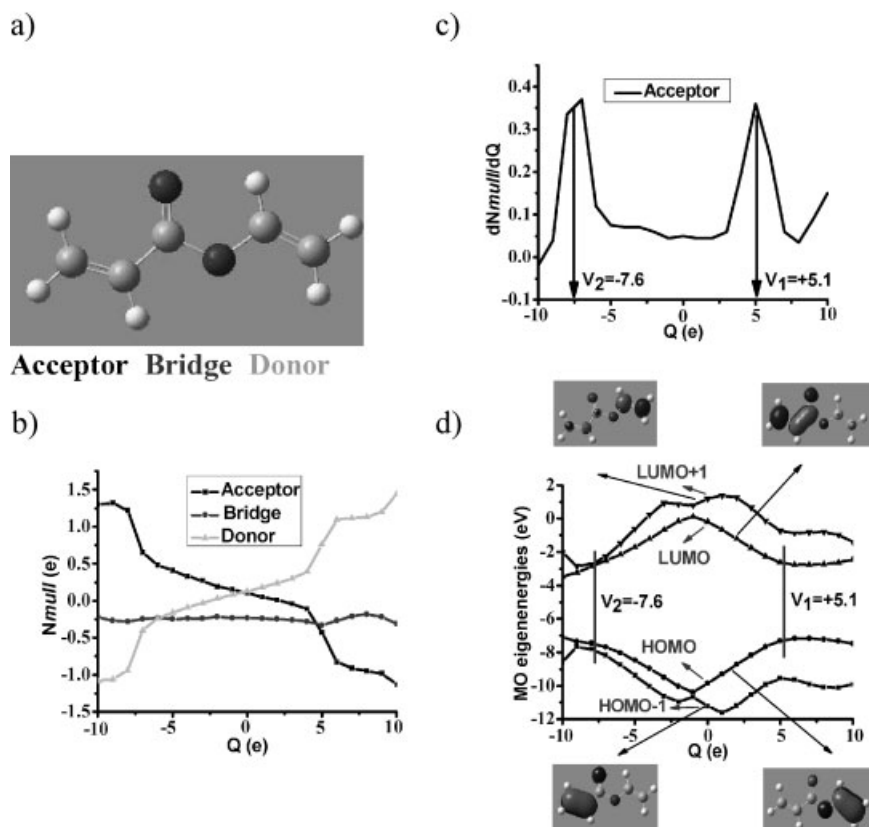 a)
Acceptor Bridge Donor
b)
Nmull (e)
1.5
1.0
0.5
0.0
-0.5
-1.0
-1.5
Acceptor
Bridge
Donor
-10 -5 0 5 10
Q (e)
c)
dNmull/dQ
0.4
0.3
0.2
0.1
0.0
-0.1
Acceptor
V2=-7.6
V1=+5.1
-10 -5 0 5 10
Q (e)
d)
MO eigenenergies (eV)
2
0
-2
-4
-6
-8
-10
-12
LUMO+1
LUMO
V2=-7.6
V1=+5.1
HOMO
HOMO-1
-10 -5 0 5 10
Q (e)